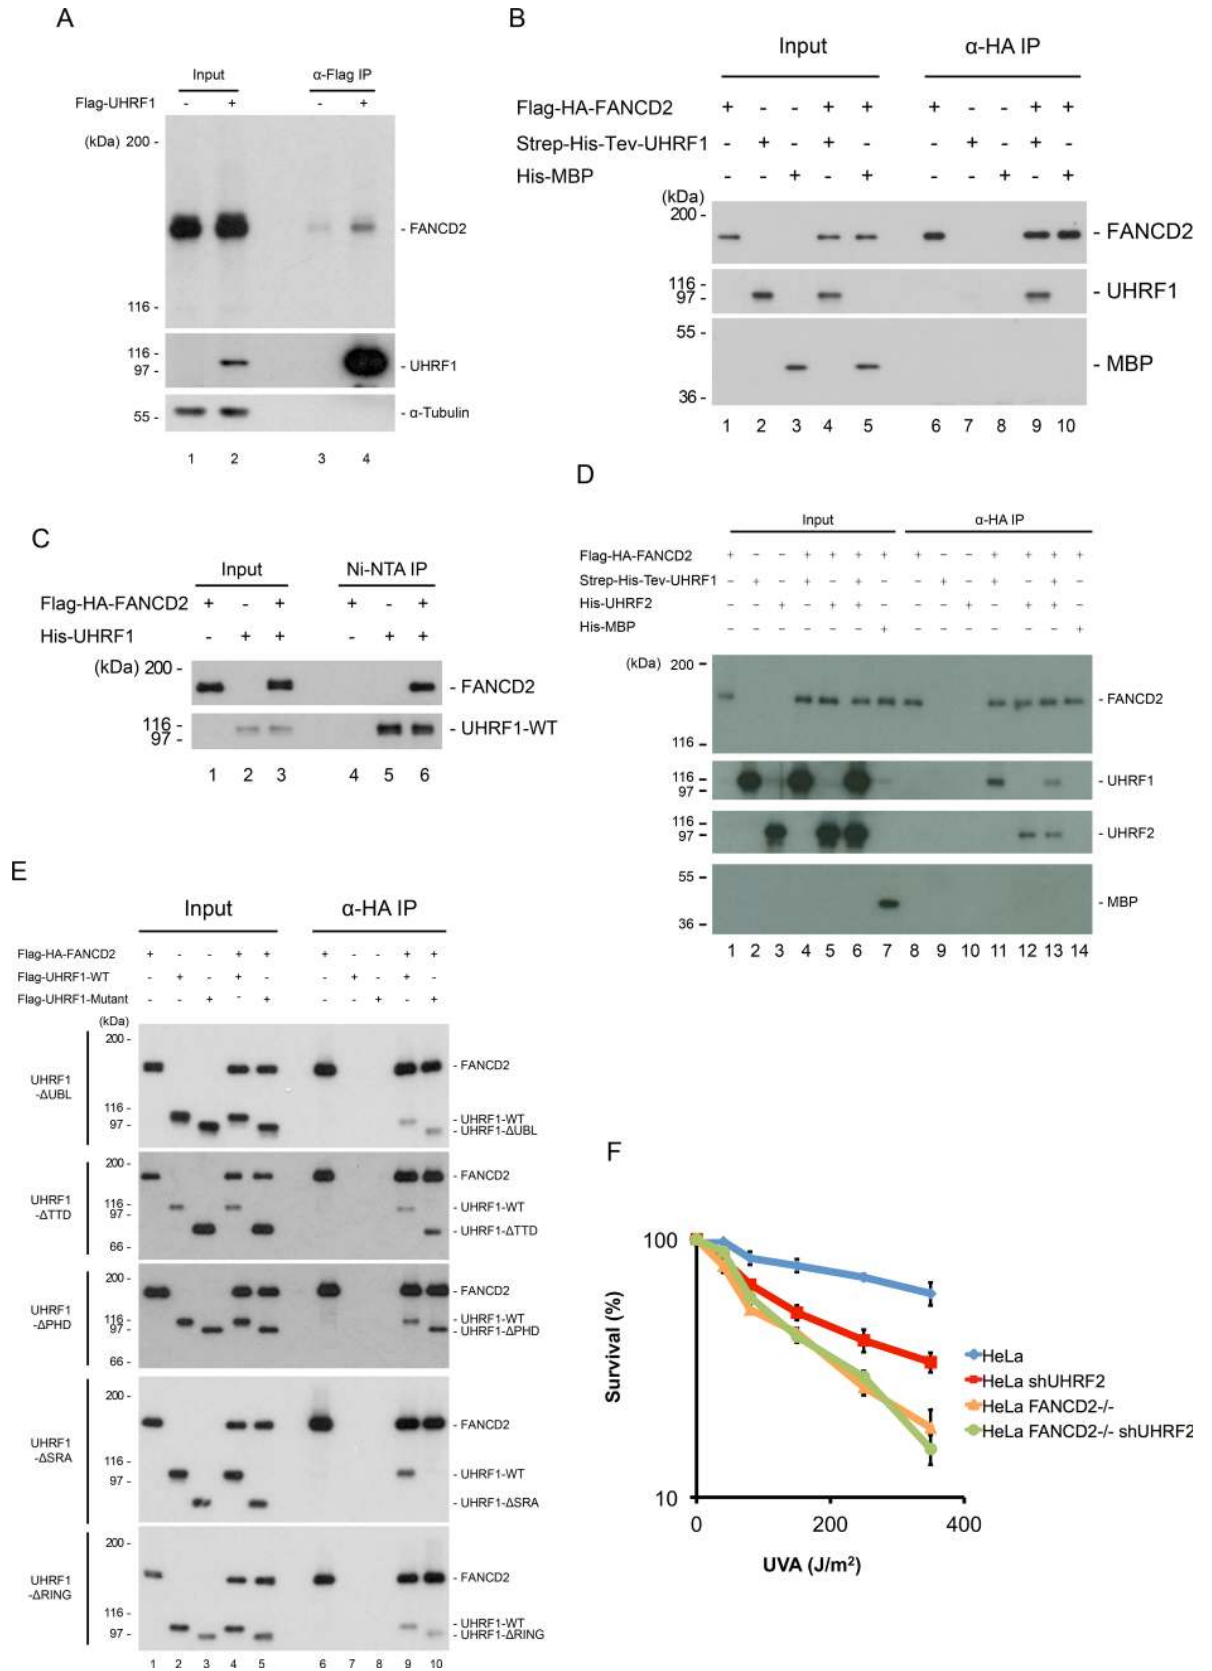 A
Input α-Flag IP
Flag-UHRF1 - + - +
(kDa) 200 -
- FANCD2
116 -
116 -
97 -
- UHRF1
55 -
- α-Tubulin
1 2 3 4
B
Input α-HA IP
Flag-HA-FANCD2 + - - + + + - - + +
Strep-His-Tev-UHRF1 - + - + - - + - + -
His-MBP - - + - + - - + - +
(kDa)
200 -
- FANCD2
116 -
97 -
- UHRF1
55 -
- MBP
36 -
1 2 3 4 5 6 7 8 9 10
C
Input Ni-NTA IP
Flag-HA-FANCD2 + - + + - +
His-UHRF1 - + + - + +
(kDa) 200 -
- FANCD2
116 -
97 -
- UHRF1-WT
1 2 3 4 5 6
D
Input α-HA IP
Flag-HA-FANCD2 + - - + + + + + - - + + + +
Strep-His-Tev-UHRF1 - + - + - + - - + - + - + -
His-UHRF2 - - + - + + - - - + - + + -
His-MBP - - - - - - + - - - - - - +
(kDa) 200 -
- FANCD2
116 -
116 -
97 -
- UHRF1
116 -
97 -
- UHRF2
55 -
- MBP
36 -
1 2 3 4 5 6 7 8 9 10 11 12 13 14
E
Input α-HA IP
Flag-HA-FANCD2 + - - + + + - - + +
Flag-UHRF1-WT - + - + - - + - + -
Flag-UHRF1-Mutant - - + - + - - + - +
(kDa)
200 -
- FANCD2
UHRF1
-ΔUBL
116 -
97 -
- UHRF1-WT
- UHRF1-ΔUBL
200 -
- FANCD2
UHRF1
-ΔTTD
116 -
97 -
- UHRF1-WT
- UHRF1-ΔTTD
66 -
200 -
- FANCD2
UHRF1
-ΔPHD
116 -
97 -
- UHRF1-WT
- UHRF1-ΔPHD
66 -
200 -
- FANCD2
UHRF1
-ΔSRA
116 -
97 -
- UHRF1-WT
- UHRF1-ΔSRA
200 -
- FANCD2
UHRF1
-ΔRING
116 -
97 -
- UHRF1-WT
- UHRF1-ΔRING
1 2 3 4 5 6 7 8 9 10
F
100
10
Survival (%)
0 200 400
UVA (J/m²)
HeLa
HeLa shUHRF2
HeLa FANCD2-/-
HeLa FANCD2-/- shUHRF2